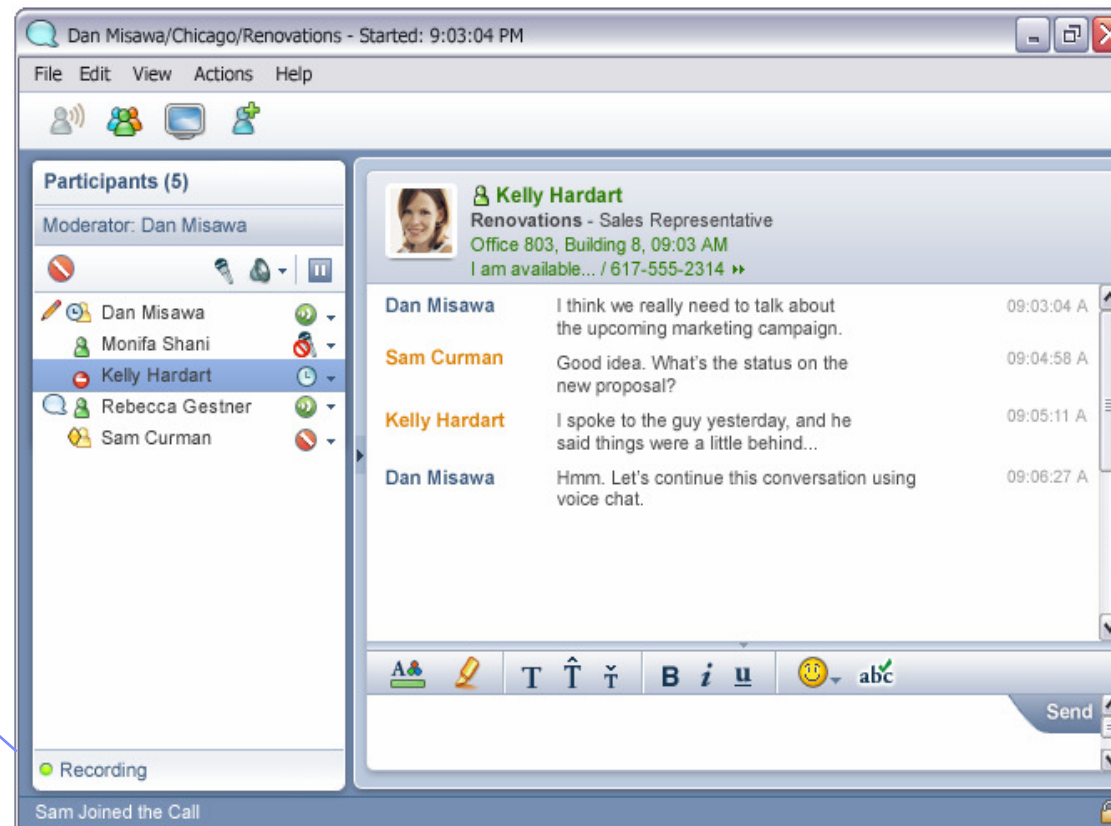 Dan Misawa/Chicago/Renovations - Started: 9:03:04 PM
File Edit View Actions Help
Participants (5)
Moderator: Dan Misawa
Dan Misawa
Monifa Shani
Kelly Hardart
Rebecca Gestner
Sam Curman
Recording
Sam Joined the Call
Kelly Hardart
Renovations - Sales Representative
Office 803, Building 8, 09:03 AM
I am available... / 617-555-2314
Dan Misawa I think we really need to talk about 09:03:04 A
the upcoming marketing campaign.
Sam Curman Good idea. What's the status on the 09:04:58 A
new proposal?
Kelly Hardart I spoke to the guy yesterday, and he 09:05:11 A
said things were a little behind...
Dan Misawa Hmm. Let's continue this conversation using 09:06:27 A
voice chat.
A T T T B i u abc
Send